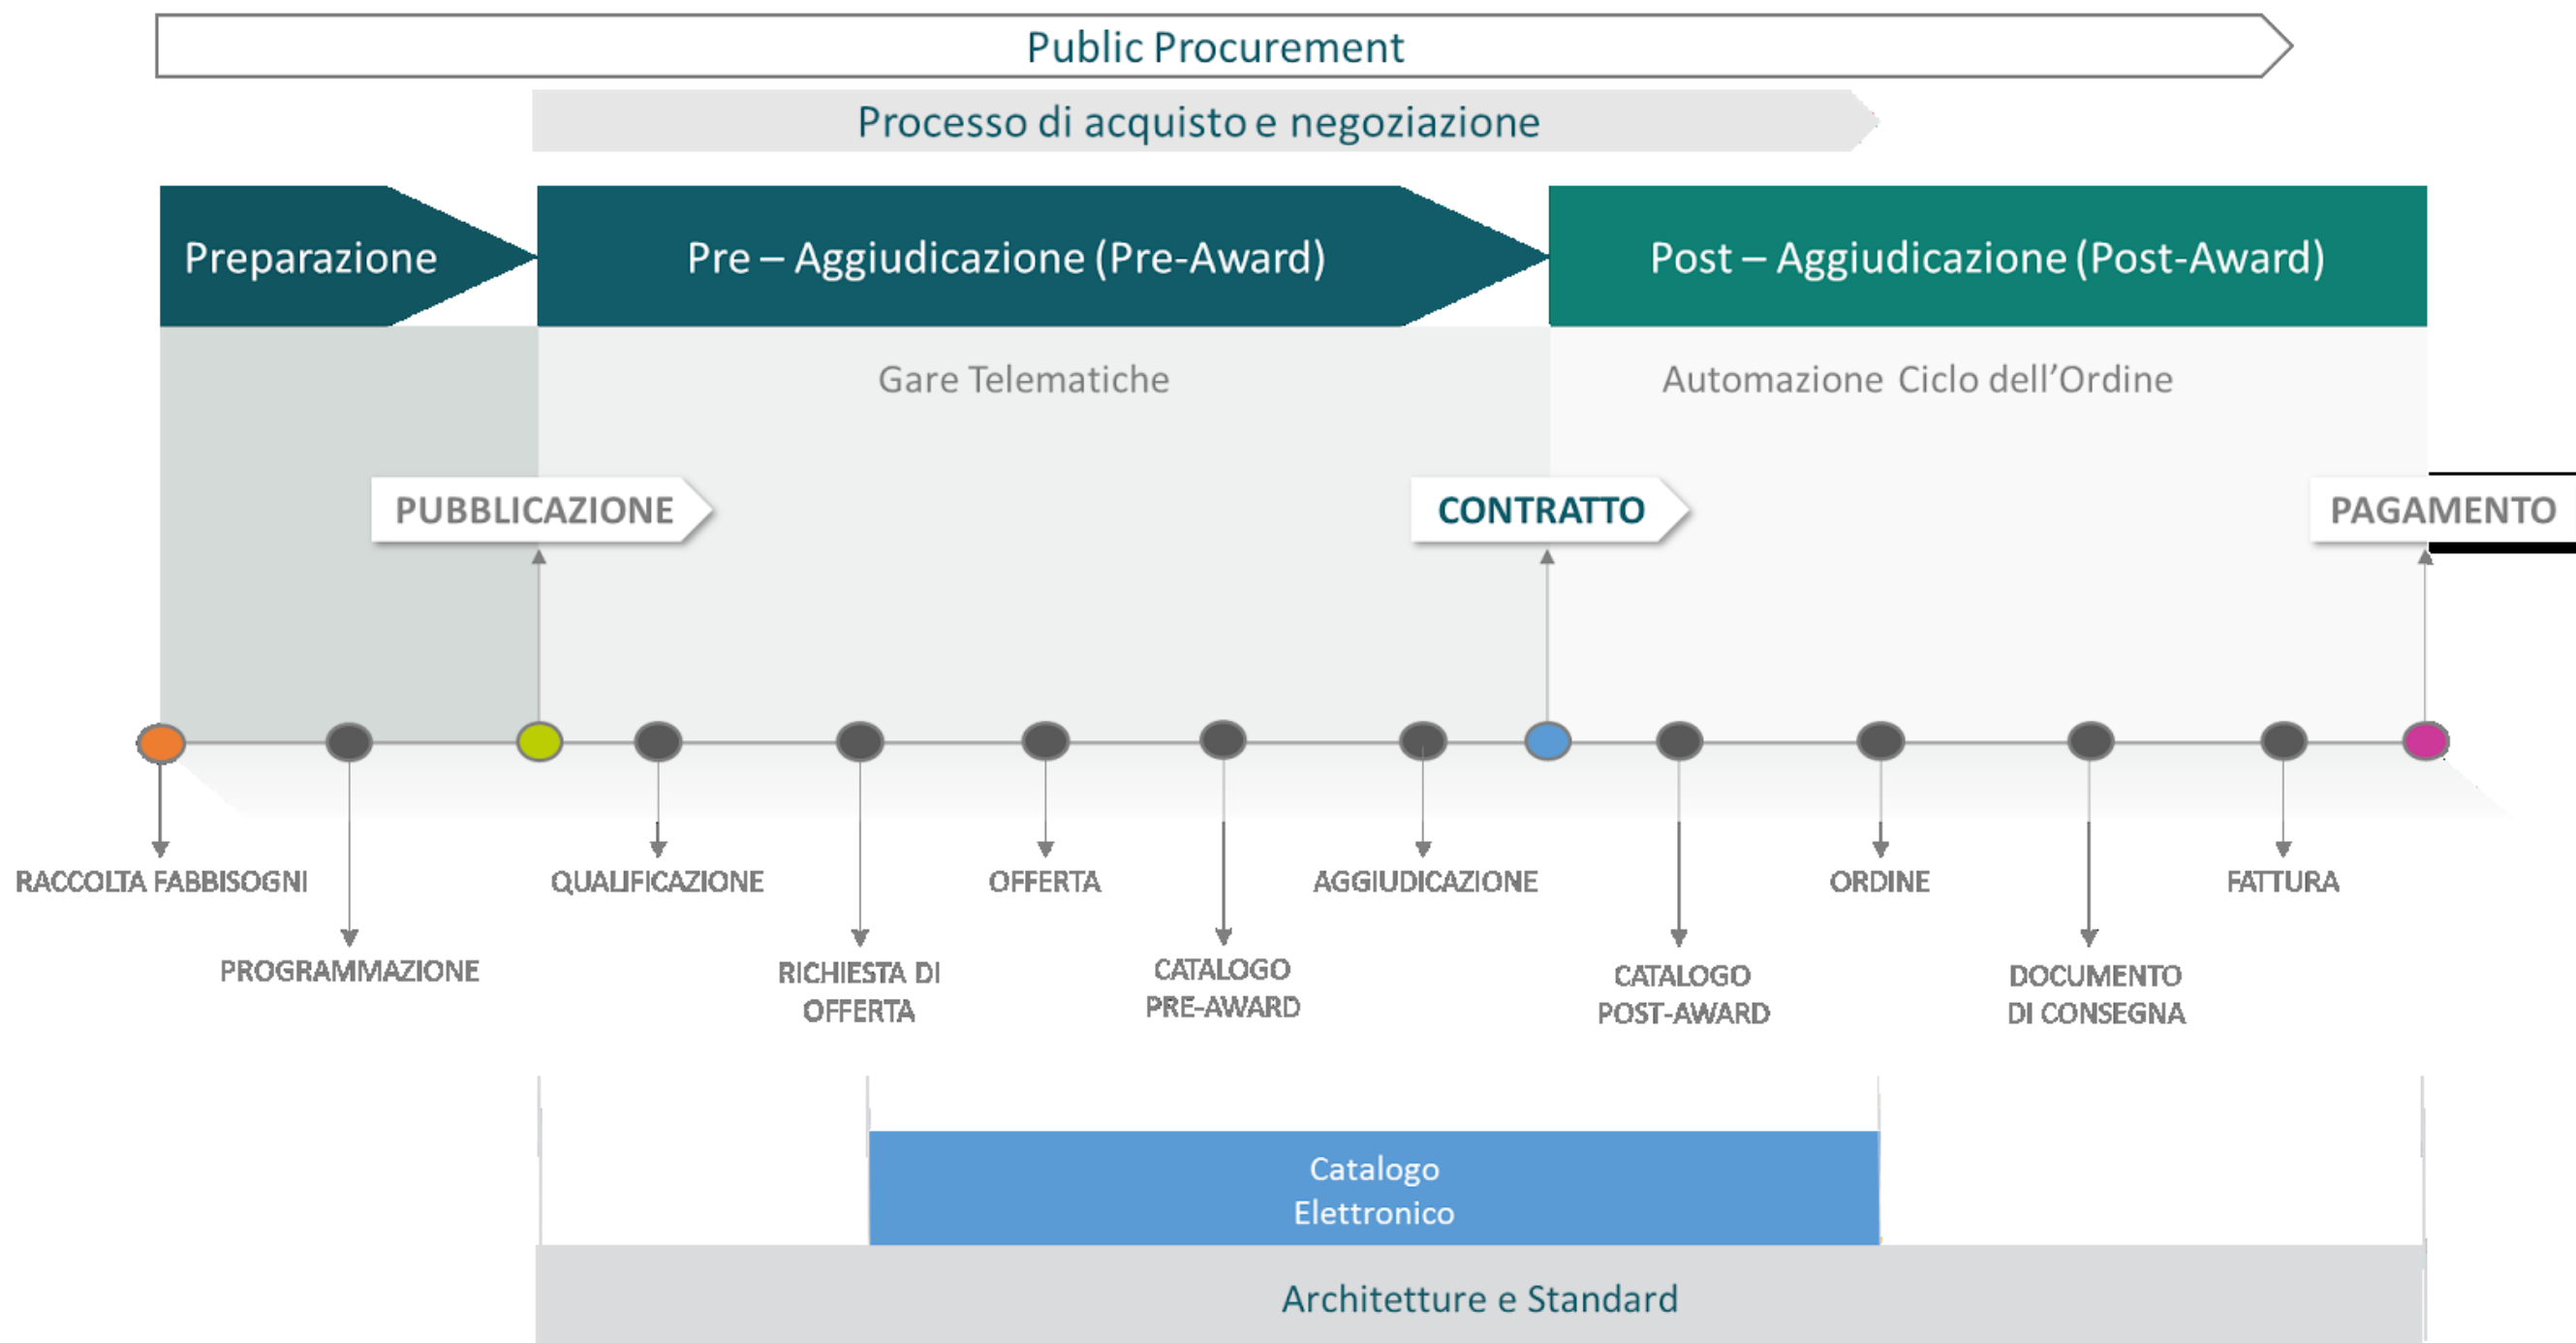 Public Procurement
Processo di acquisto e negoziazione
Preparazione
Pre – Aggiudicazione (Pre-Award)
Post – Aggiudicazione (Post-Award)
Gare Telematiche
Automazione Ciclo dell’Ordine
PUBBLICAZIONE
CONTRATTO
PAGAMENTO
RACCOLTA FABBISOGNI
QUALIFICAZIONE
OFFERTA
AGGIUDICAZIONE
ORDINE
FATTURA
PROGRAMMAZIONE
RICHIESTA DI
OFFERTA
CATALOGO
PRE-AWARD
CATALOGO
POST-AWARD
DOCUMENTO
DI CONSEGNA
Catalogo
Elettronico
Architetture e Standard